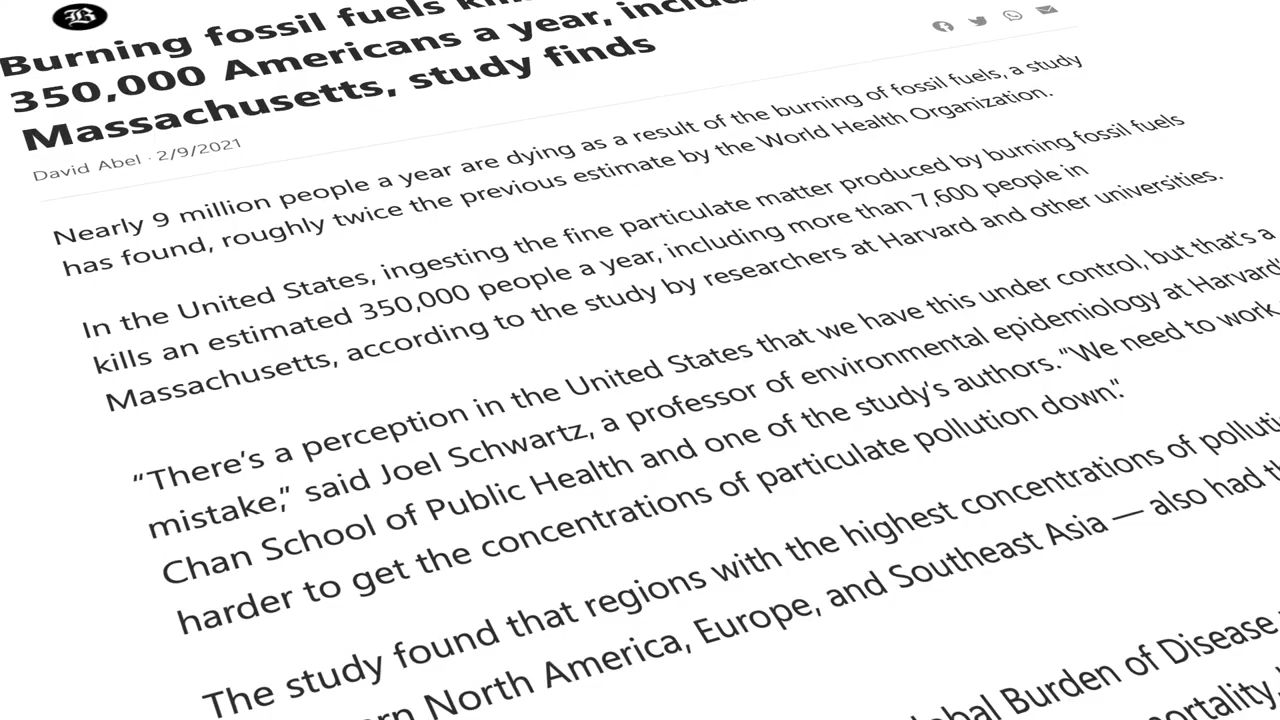 B
Burning fossil fuels
350,000 Americans a year,
Massachusetts, study finds
David Abel · 2/9/2021
Nearly 9 million people a year are dying as a result of the burning of fossil fuels, a study
has found, roughly twice the previous estimate by the World Health Organization.
In the United States, ingesting the fine particulate matter produced by burning fossil fuels
kills an estimated 350,000 people a year, including more than 7,600 people in
Massachusetts, according to the study by researchers at Harvard and other universities.
“There’s a perception in the United States that we have this under control, but that’s a
mistake,” said Joel Schwartz, a professor of environmental epidemiology at Harvard’
Chan School of Public Health and one of the study’s authors. “We need to work
harder to get the concentrations of particulate pollution down.”
The study found that regions with the highest concentrations of
North America, Europe, and Southeast Asia — also had
Burden of Disease